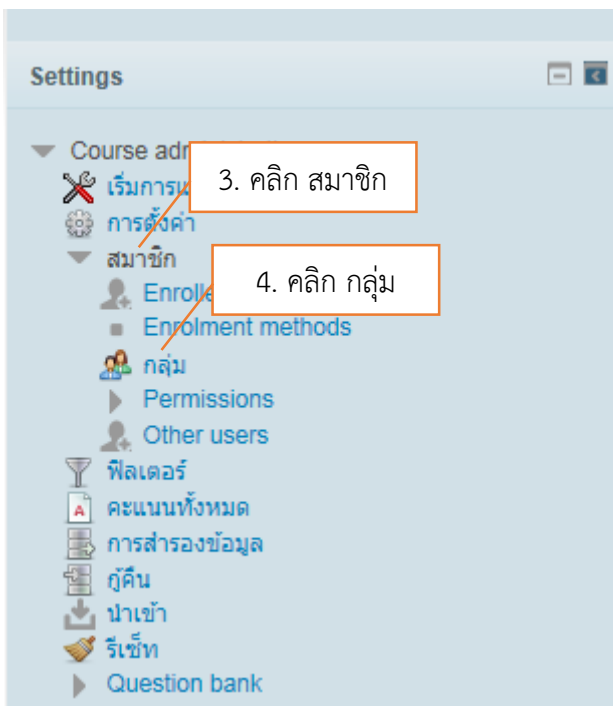 Settings
Course adr
3. คลิก สมาชิก
เริ่มการแ
การตั้งค่า
สมาชิก
4. คลิก กลุ่ม
Enrolle
Enrolment methods
กลุ่ม
Permissions
Other users
ฟิลเตอร์
คะแนนทั้งหมด
การสำรองข้อมูล
กู้คืน
นำเข้า
รีเซ็ท
Question bank